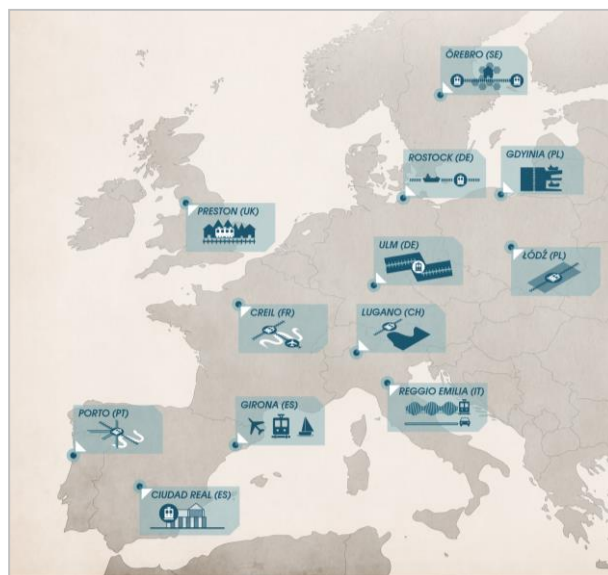 ÖREBRO (SE)
ROSTOCK (DE)
GDYINIA (PL)
PRESTON (UK)
ULM (DE)
ŁÓDŹ (PL)
CREIL (FR)
LUGANO (CH)
REGGIO EMILIA (IT)
PORTO (PT)
GIRONA (ES)
CIUDAD REAL (ES)